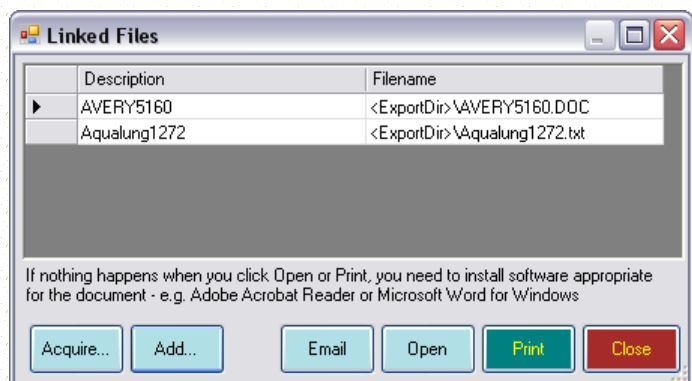 Linked Files
Description Filename
AVERY5160 <ExportDir>\AVERY5160.DOC
Aqualung1272 <ExportDir>\Aqualung1272.txt
If nothing happens when you click Open or Print, you need to install software appropriate
for the document - e.g. Adobe Acrobat Reader or Microsoft Word for Windows
Acquire... Add... Email Open Print Close